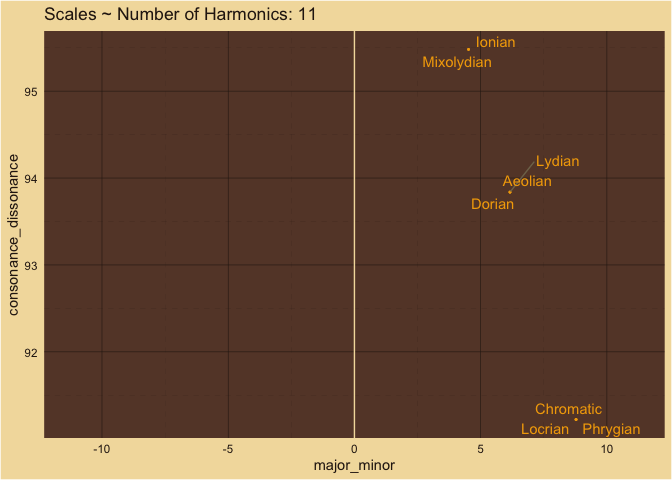 Scales ~ Number of Harmonics: 11
Ionian
Mixolydian
95
Lydian
94
Aeolian
Dorian
consonance_dissonance
93
92
Chromatic
Locrian
Phrygian
-10
-5
0
5
10
major_minor